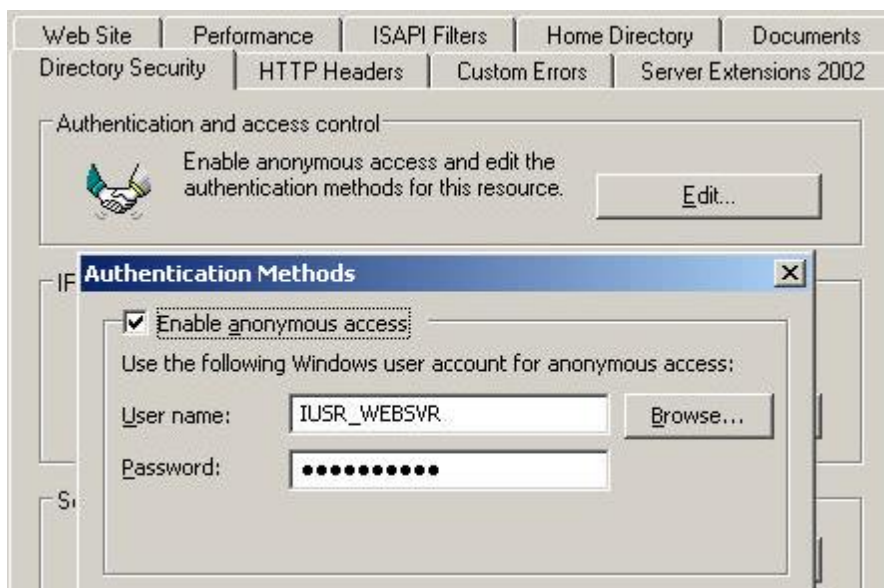 Web Site Performance ISAPI Filters Home Directory Documents
Directory Security HTTP Headers Custom Errors Server Extensions 2002
Authentication and access control
Enable anonymous access and edit the
authentication methods for this resource.
Edit...
IF
Authentication Methods
Enable anonymous access
Use the following Windows user account for anonymous access:
User name: IUSR_WEBSVR Browse...
Password: ●●●●●●●●●●